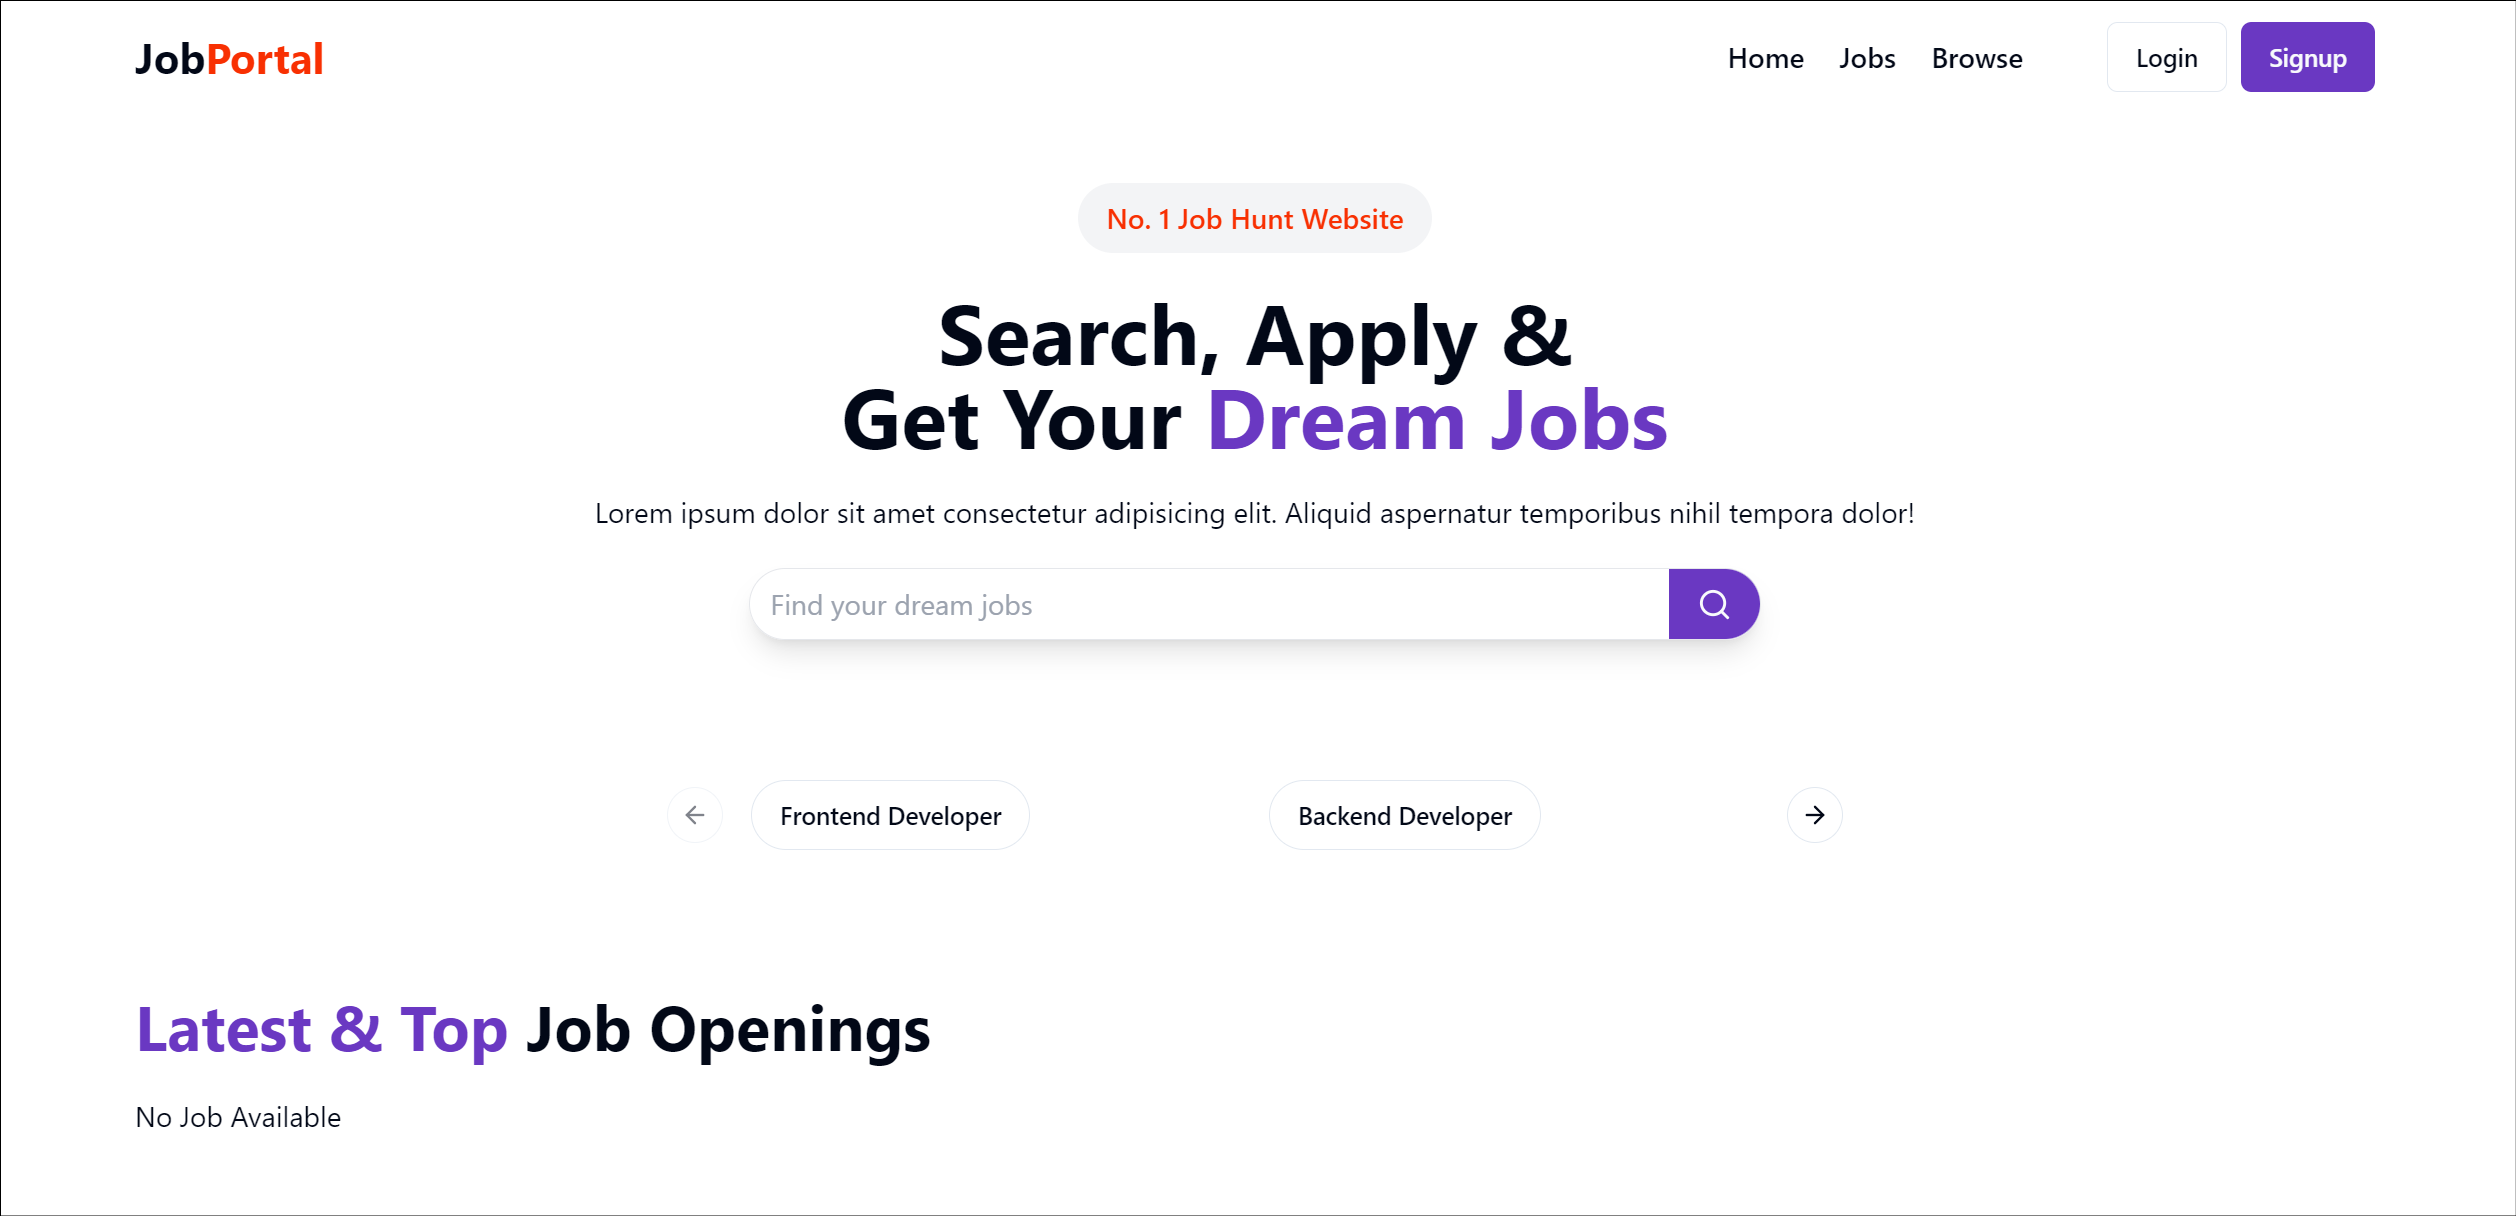 JobPortal
Home Jobs Browse Login Signup
No. 1 Job Hunt Website
Search, Apply &
Get Your Dream Jobs
Lorem ipsum dolor sit amet consectetur adipisicing elit. Aliquid aspernatur temporibus nihil tempora dolor!
Find your dream jobs
Frontend Developer Backend Developer
Latest & Top Job Openings
No Job Available